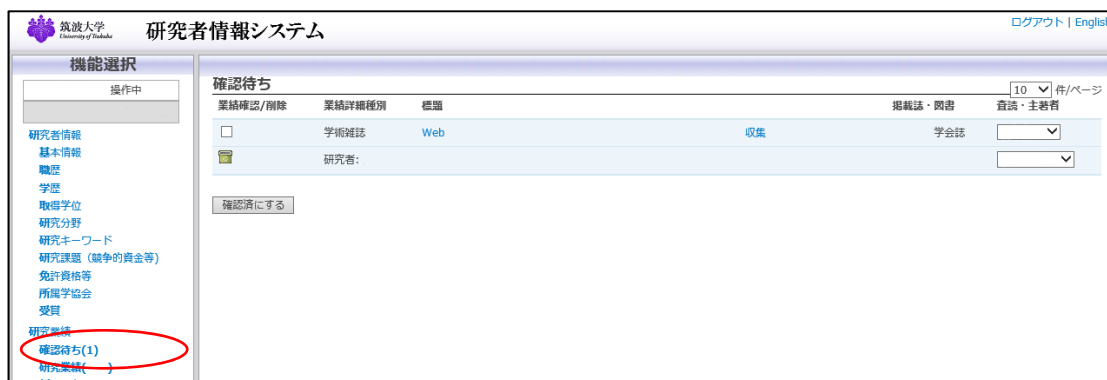 筑波大学
University of Tsukuba
研究者情報システム
ログアウト | English
機能選択
操作中
研究者情報
基本情報
職歴
学歴
取得学位
研究分野
研究キーワード
研究課題（競争的資金等）
免許資格等
所属学協会
受賞
研究業績
確認待ち(1)
研究業績( )
確認待ち
10 件/ページ
業績確認/削除 業績詳細種別 標題 掲載誌・図書 査読・主著者
学術雑誌 Web 収集 学会誌
研究者:
確認済にする